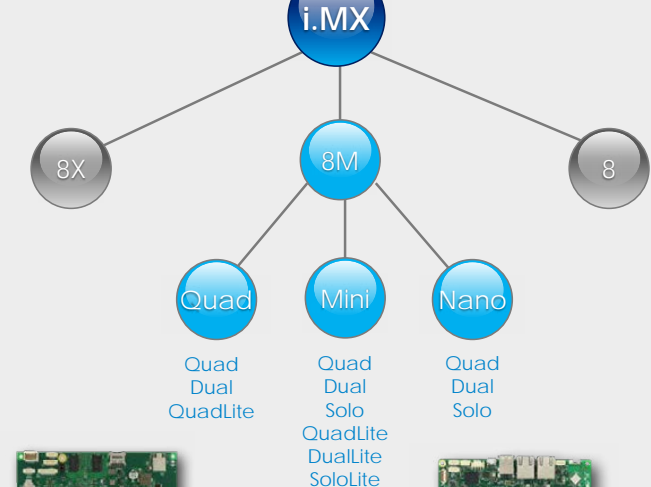 i.MX
8X
8M
8
Quad
Mini
Nano
Quad
Dual
QuadLite
Quad
Dual
Solo
QuadLite
DualLite
SoloLite
Quad
Dual
Solo